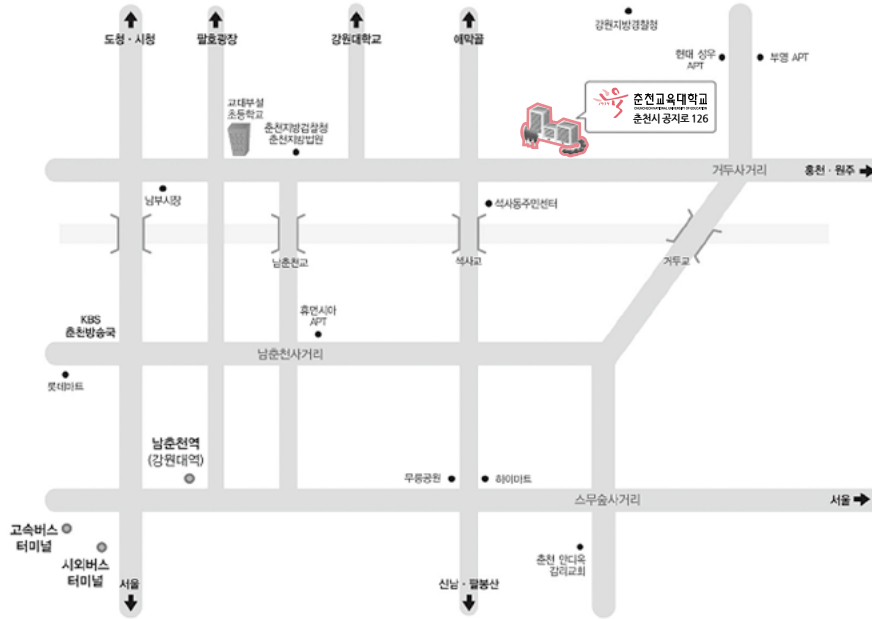 강원지방경찰청
도청 · 시청
팔호광장
강원대학교
애막골
현대 성우
APT
부영 APT
교대부설
초등학교
춘천지방검찰청
춘천지방법원
춘천교육대학교
CHUNCHEON NATIONAL UNIVERSITY OF EDUCATION
춘천시 공지로 126
거두사거리
홍천 · 원주
남부시장
석사동주민센터
남춘천교
석사교
거두교
KBS
춘천방송국
휴먼시아
APT
남춘천사거리
롯데마트
남춘천역
(강원대역)
무릉공원
하이마트
스무숲사거리
서울
고속버스
터미널
시외버스
터미널
서울
신남 · 팔봉산
춘천 안디옥
감리교회